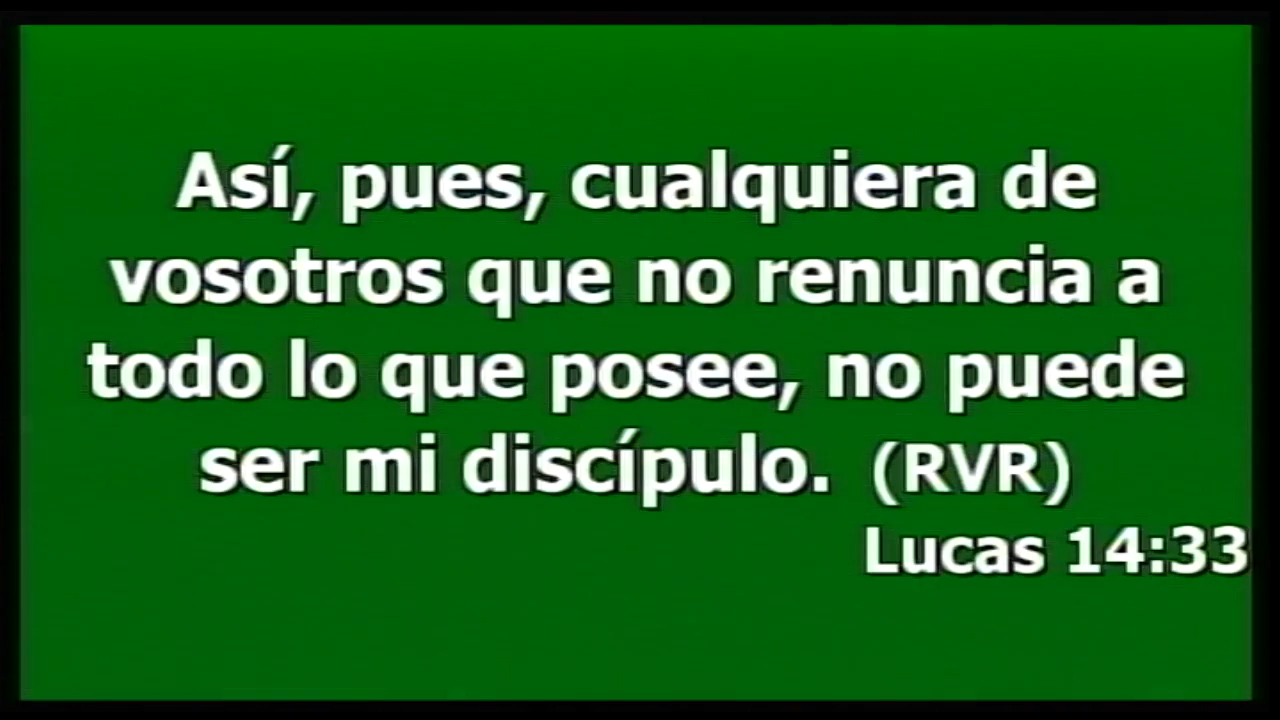 Así, pues, cualquiera de
vosotros que no renuncia a
todo lo que posee, no puede
ser mi discípulo. (RVR)
Lucas 14:33